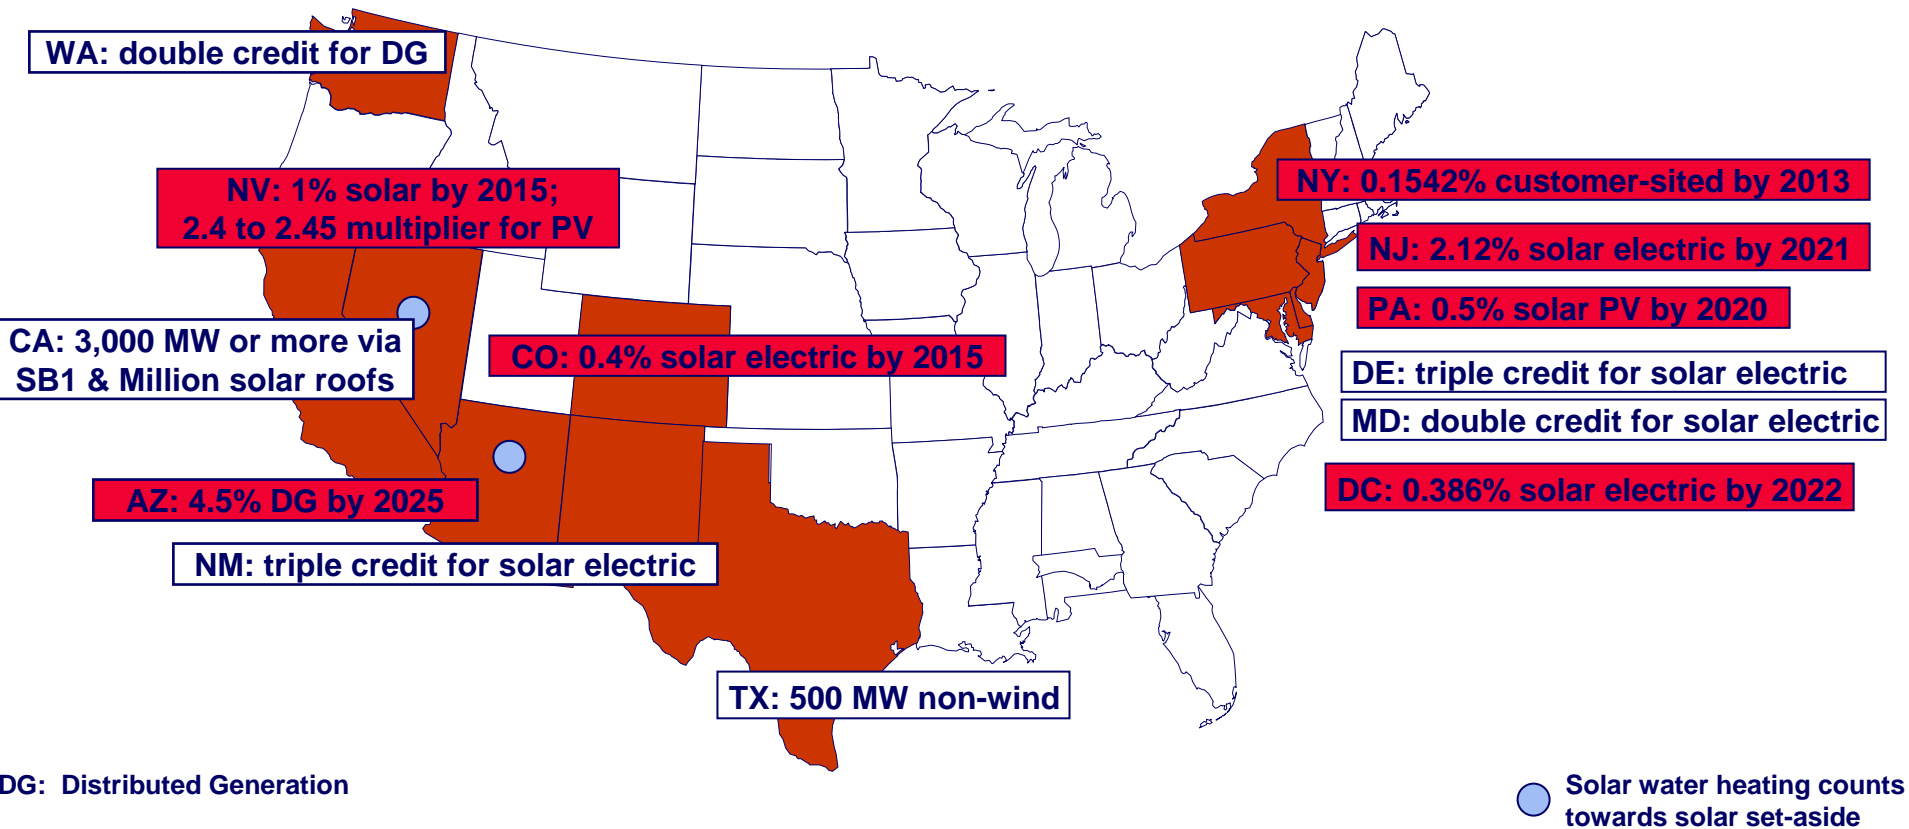 WA: double credit for DG
NV: 1% solar by 2015;
2.4 to 2.45 multiplier for PV
NY: 0.1542% customer-sited by 2013
NJ: 2.12% solar electric by 2021
PA: 0.5% solar PV by 2020
CA: 3,000 MW or more via
SB1 & Million solar roofs
CO: 0.4% solar electric by 2015
DE: triple credit for solar electric
MD: double credit for solar electric
AZ: 4.5% DG by 2025
DC: 0.386% solar electric by 2022
NM: triple credit for solar electric
TX: 500 MW non-wind
DG: Distributed Generation
Solar water heating counts
towards solar set-aside